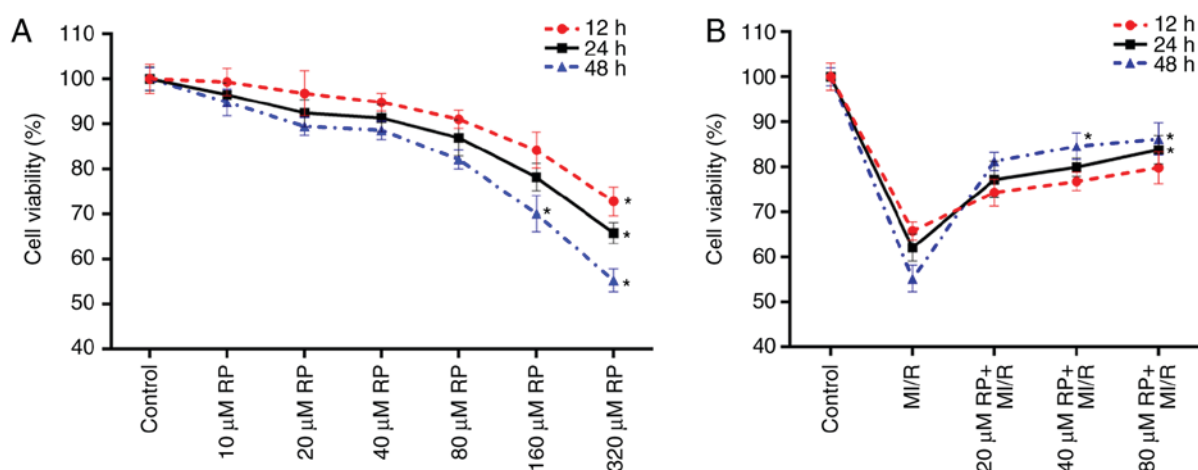 A
12 h
24 h
48 h
Cell viability (%)
110
100
90
80
70
60
50
40
*
*
*
*
Control
10 µM RP
20 µM RP
40 µM RP
80 µM RP
160 µM RP
320 µM RP
B
12 h
24 h
48 h
Cell viability (%)
110
100
90
80
70
60
50
40
*
*
*
Control
MI/R
20 µM RP+
MI/R
40 µM RP+
MI/R
80 µM RP+
MI/R